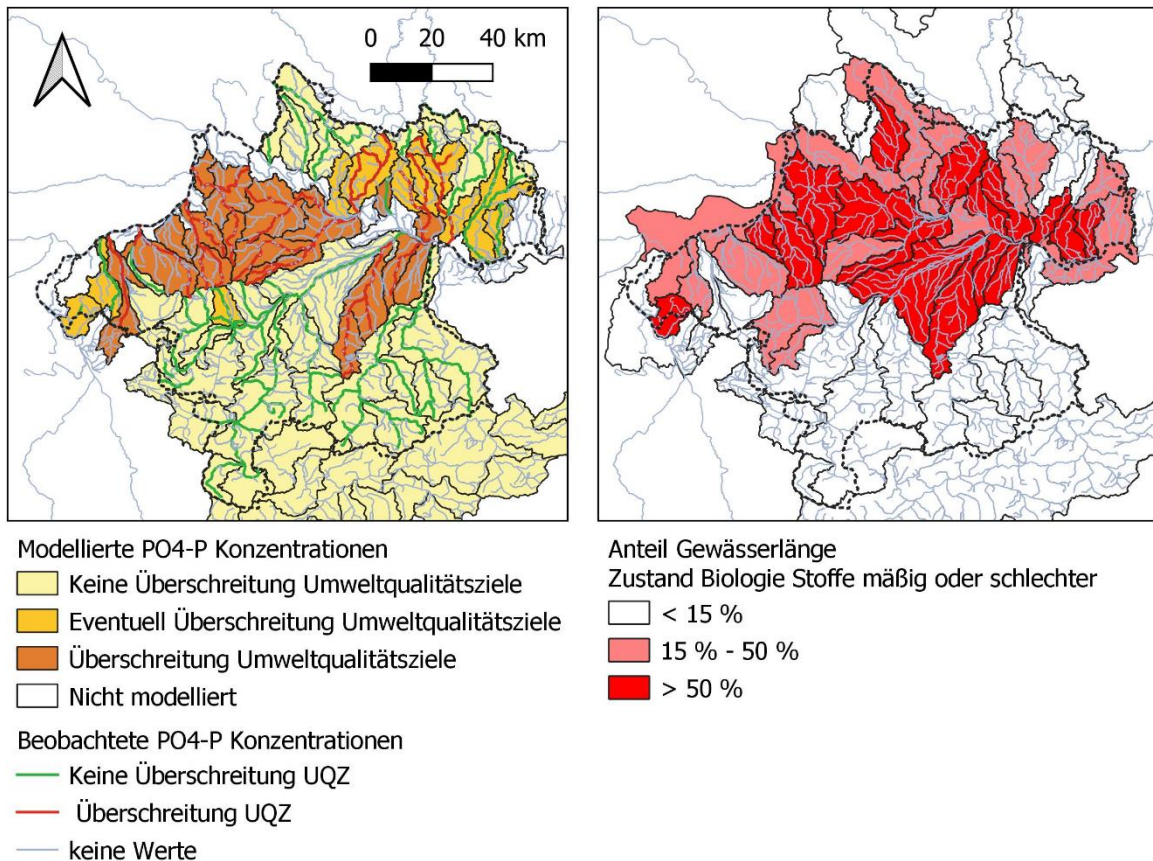 0 20 40 km
Modellierte PO4-P Konzentrationen
Keine Überschreitung Umweltqualitätsziele
Eventuell Überschreitung Umweltqualitätsziele
Überschreitung Umweltqualitätsziele
Nicht modelliert
Beobachtete PO4-P Konzentrationen
Keine Überschreitung UQZ
Überschreitung UQZ
keine Werte
Anteil Gewässerlänge
Zustand Biologie Stoffe mäßig oder schlechter
< 15 %
15 % - 50 %
> 50 %